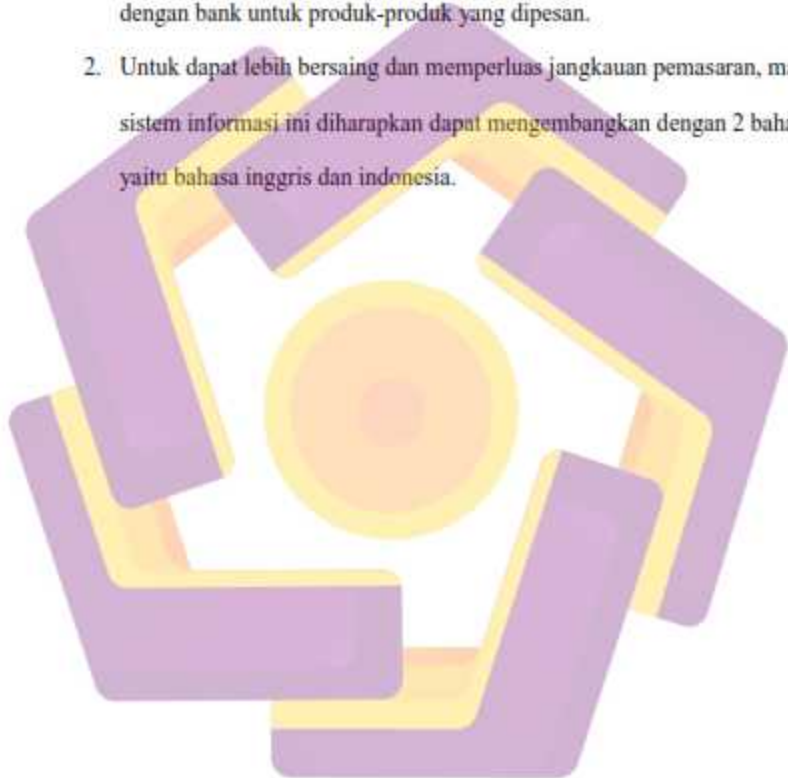 dengan bank untuk produk-produk yang dipesan.
2. Untuk dapat lebih bersaing dan memperluas jangkauan pemasaran,
sistem informasi ini diharapkan dapat mengembangkan dengan 2
yaitu bahasa inggris dan indonesia.